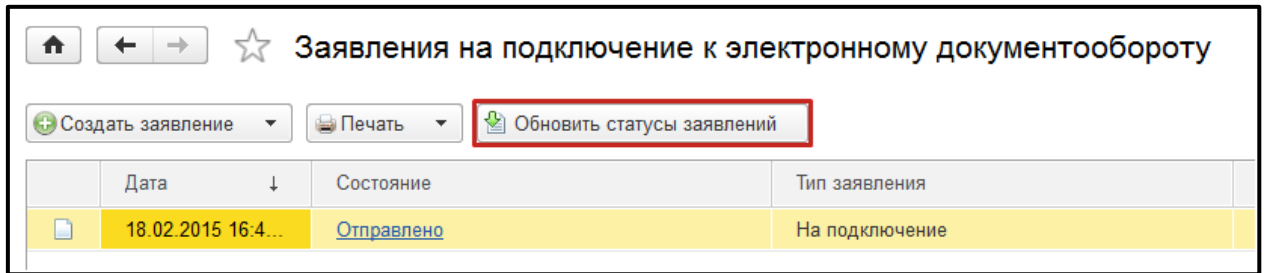 Заявления на подключение к электронному документообороту
Создать заявление Печать Обновить статусы заявлений
Дата ↓ Состояние Тип заявления
18.02.2015 16:4... Отправлено На подключение